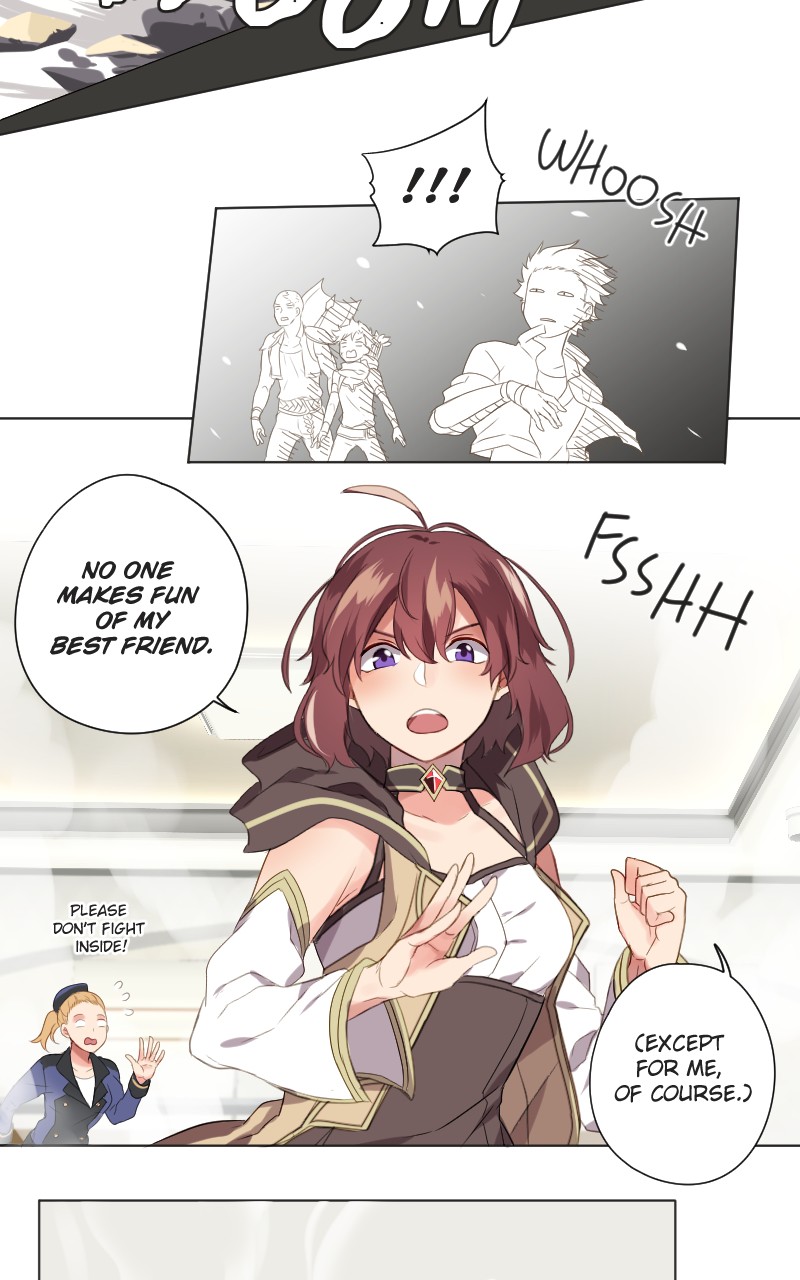 !!!
WHOOSH
NO ONE
MAKES FUN
OF MY
BEST FRIEND.
FSSHH
PLEASE
DON'T FIGHT
INSIDE!
(EXCEPT
FOR ME,
OF COURSE.)